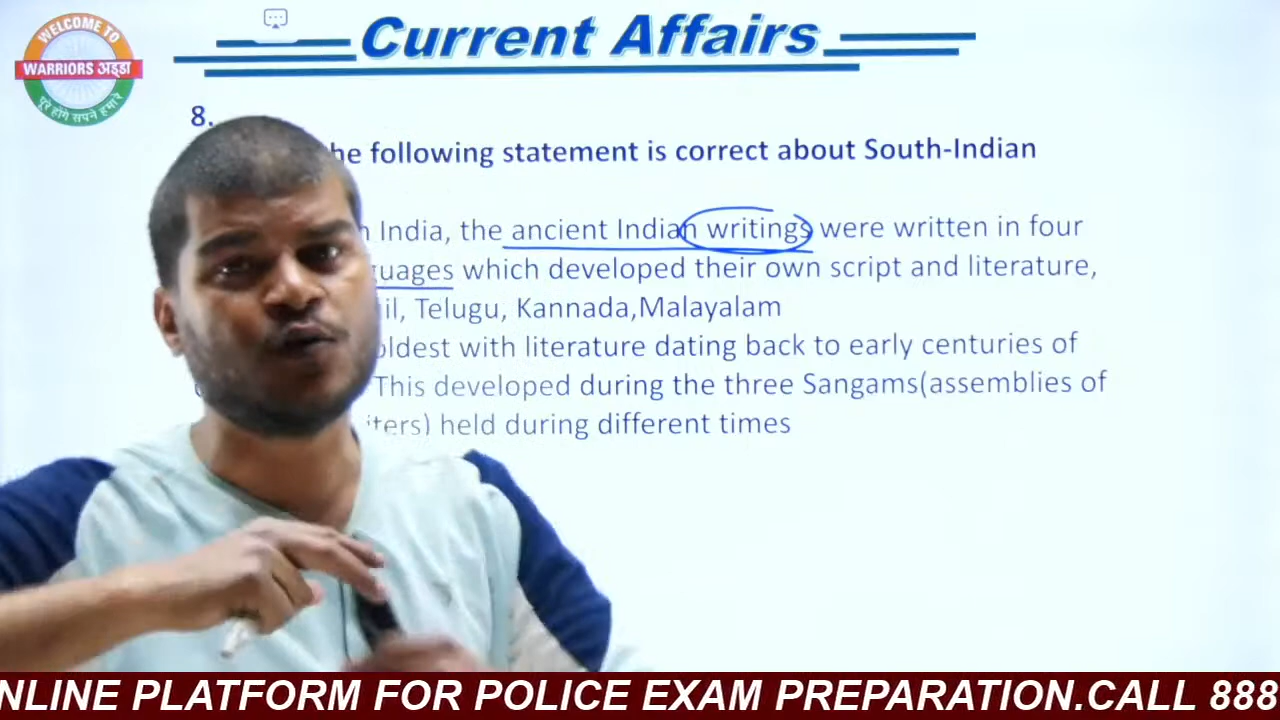 WELCOME TO
WARRIORS अड्डा
पूरे होंगे सपने हमारे
Current Affairs
8.
he following statement is correct about South-Indian
India, the ancient Indian writings were written in four
guages which developed their own script and literature,
il, Telugu, Kannada,Malayalam
oldest with literature dating back to early centuries of
This developed during the three Sangams(assemblies of
iters) held during different times
NLINE PLATFORM FOR POLICE EXAM PREPARATION.CALL 888